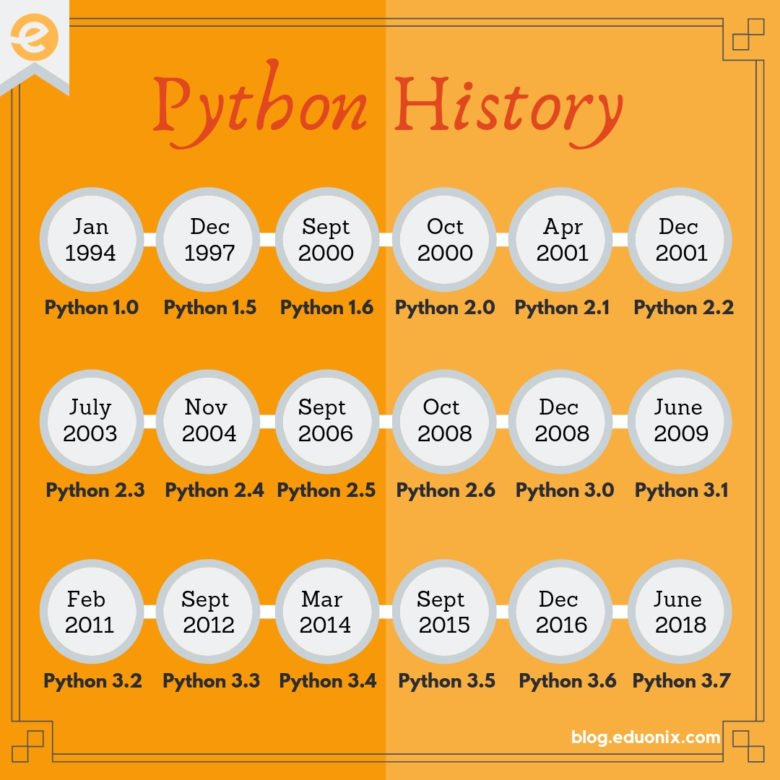 e
Python History
Jan Dec Sept Oct Apr Dec
1994 1997 2000 2000 2001 2001
Python 1.0 Python 1.5 Python 1.6 Python 2.0 Python 2.1 Python 2.2
July Nov Sept Oct Dec June
2003 2004 2006 2008 2008 2009
Python 2.3 Python 2.4 Python 2.5 Python 2.6 Python 3.0 Python 3.1
Feb Sept Mar Sept Dec June
2011 2012 2014 2015 2016 2018
Python 3.2 Python 3.3 Python 3.4 Python 3.5 Python 3.6 Python 3.7
blog.eduonix.com